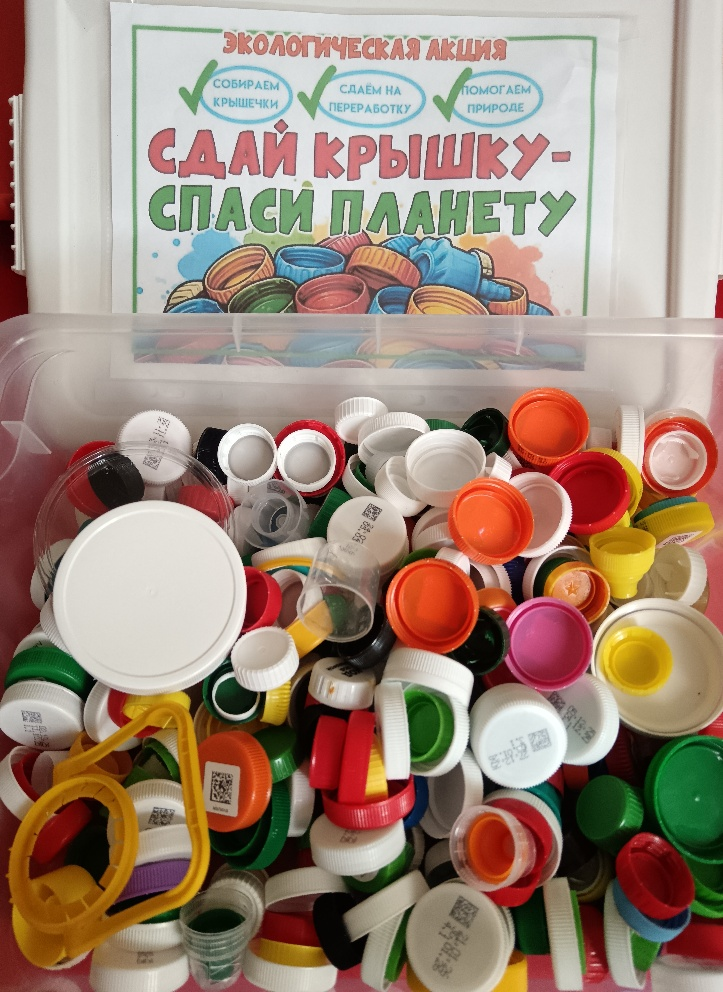 ЭКОЛОГИЧЕСКАЯ АКЦИЯ
СОБИРАЕМ
КРЫШЕЧКИ
СДАЁМ НА
ПЕРЕРАБОТКУ
ПОМОГАЕМ
ПРИРОДЕ
СДАЙ КРЫШКУ-
СПАСИ ПЛАНЕТУ